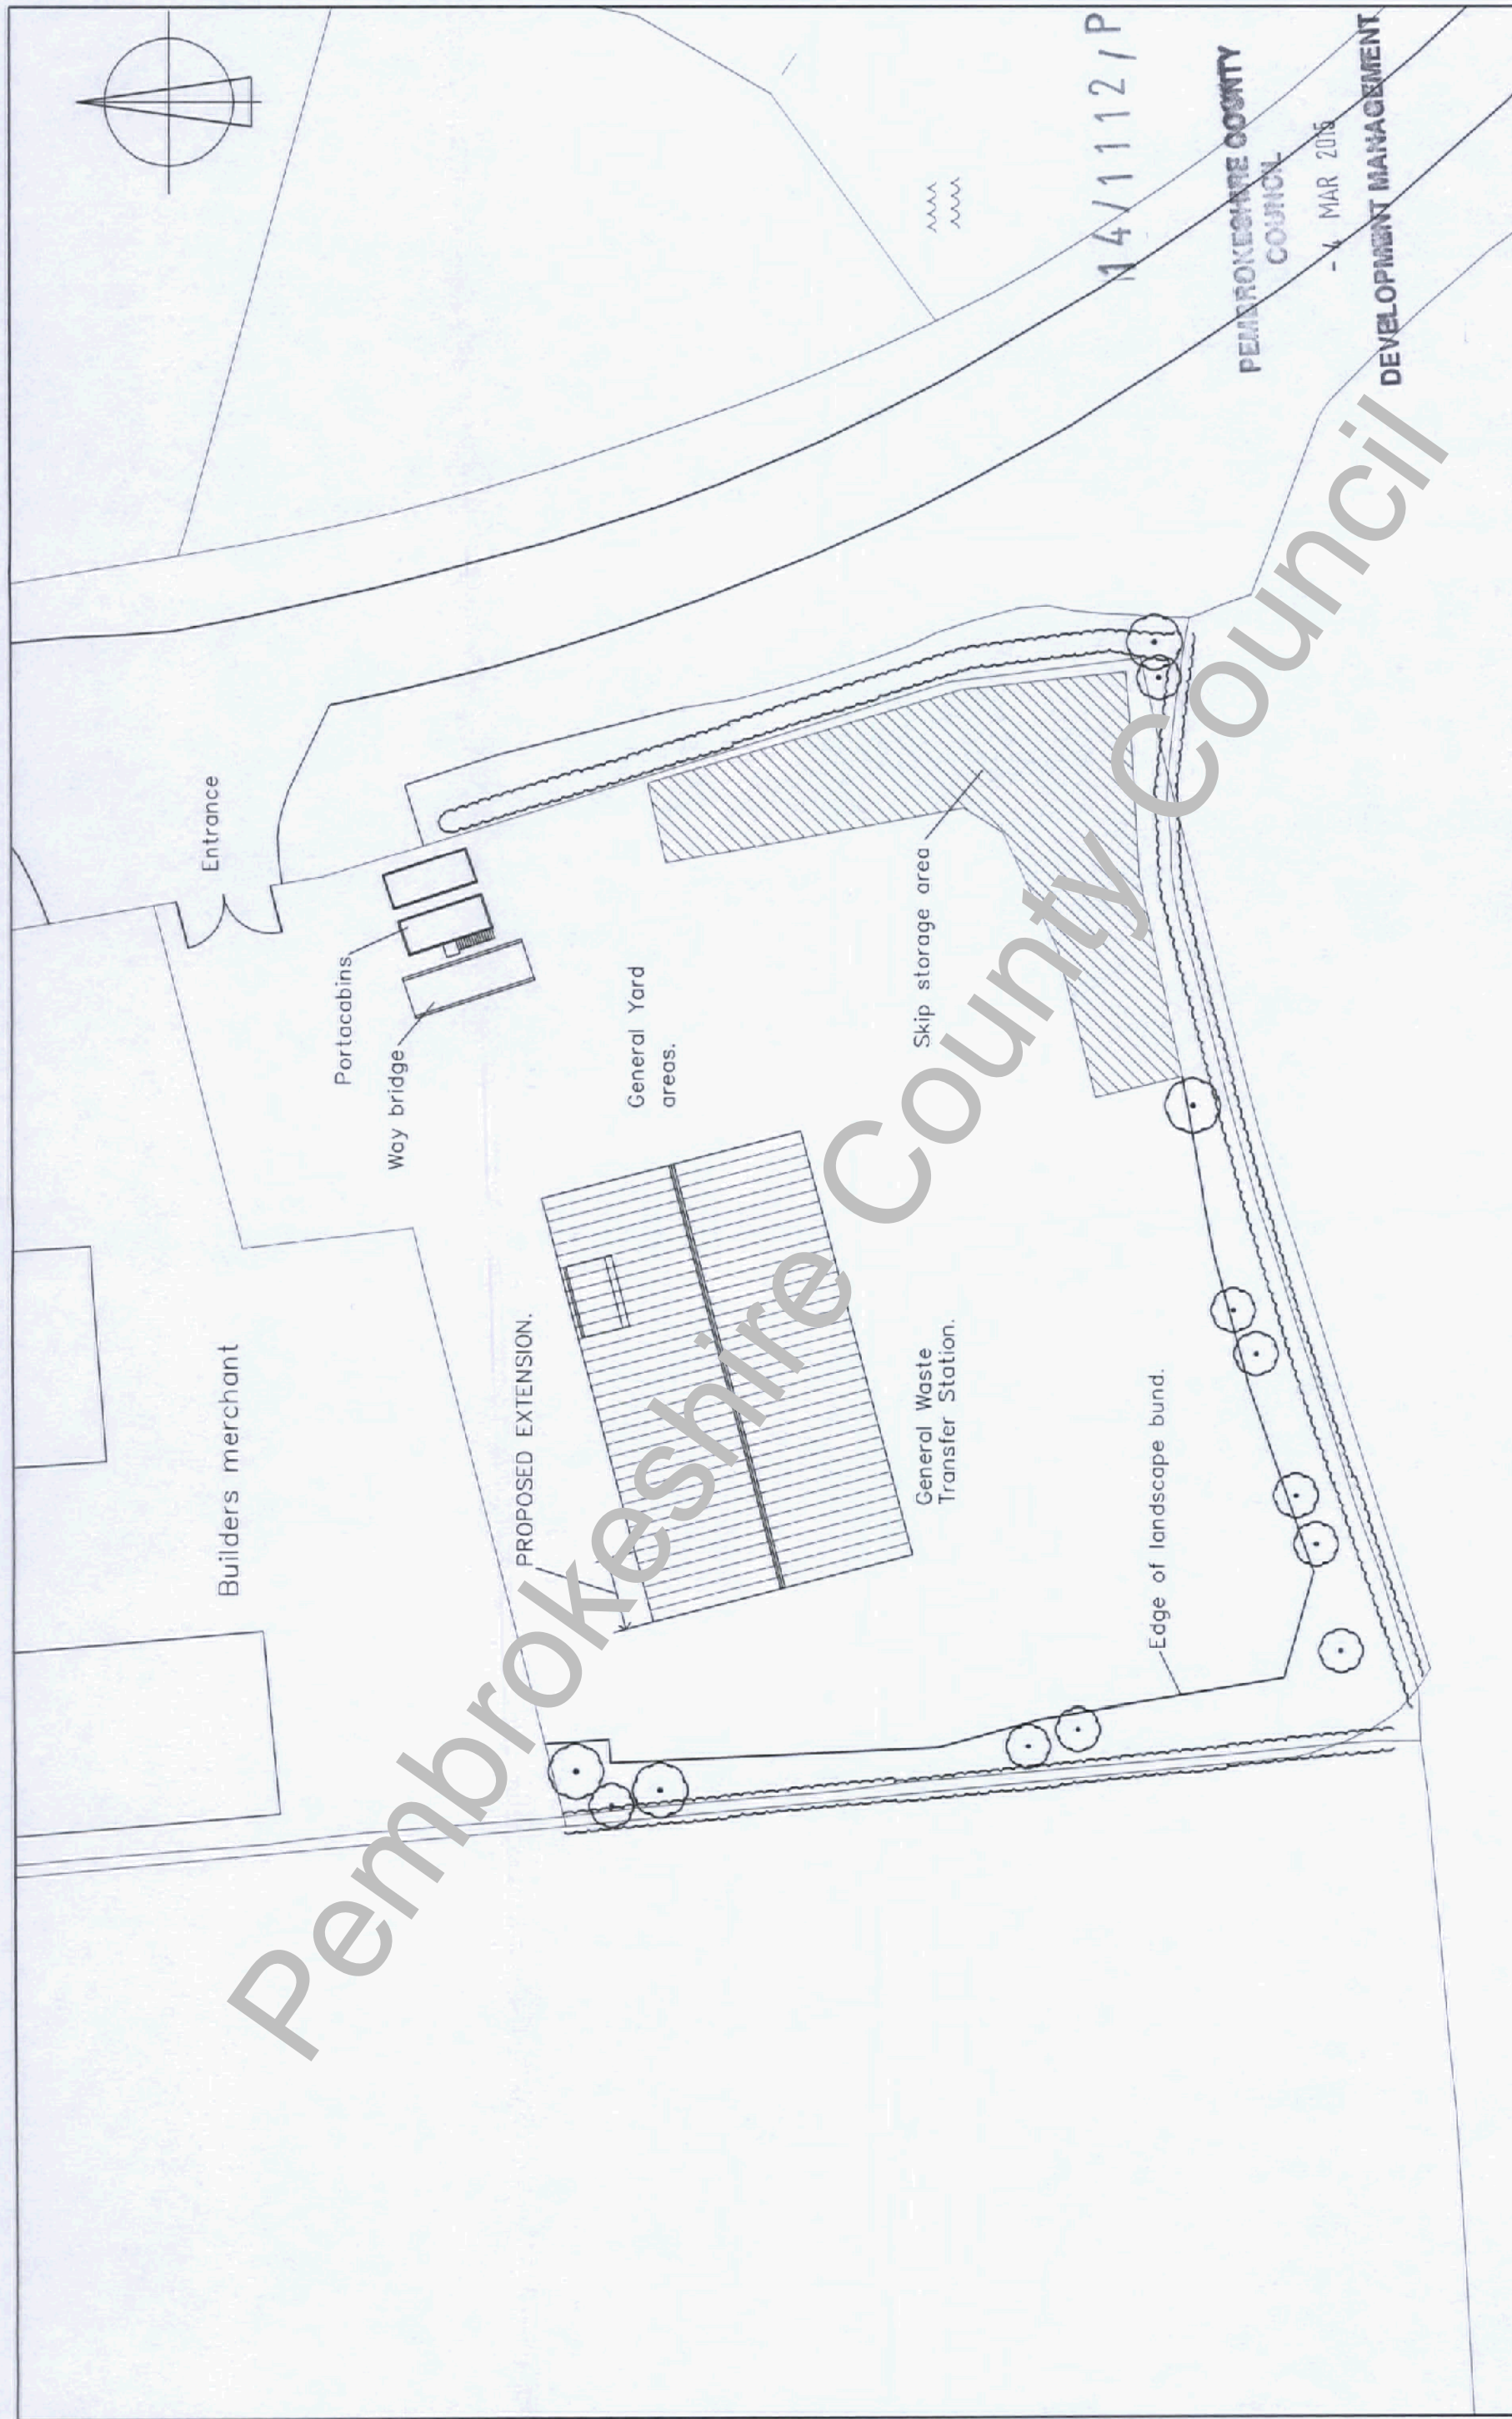 Builders merchant
Entrance
Portacabins
Way bridge
PROPOSED EXTENSION.
General Yard
areas.
General Waste
Transfer Station.
Skip storage area
Edge of landscape bund.
14/1112/P
PEMBROKESHIRE COUNTY
COUNCIL
- 4 MAR 2015
DEVELOPMENT MANAGEMENT
Pembrokeshire County Council